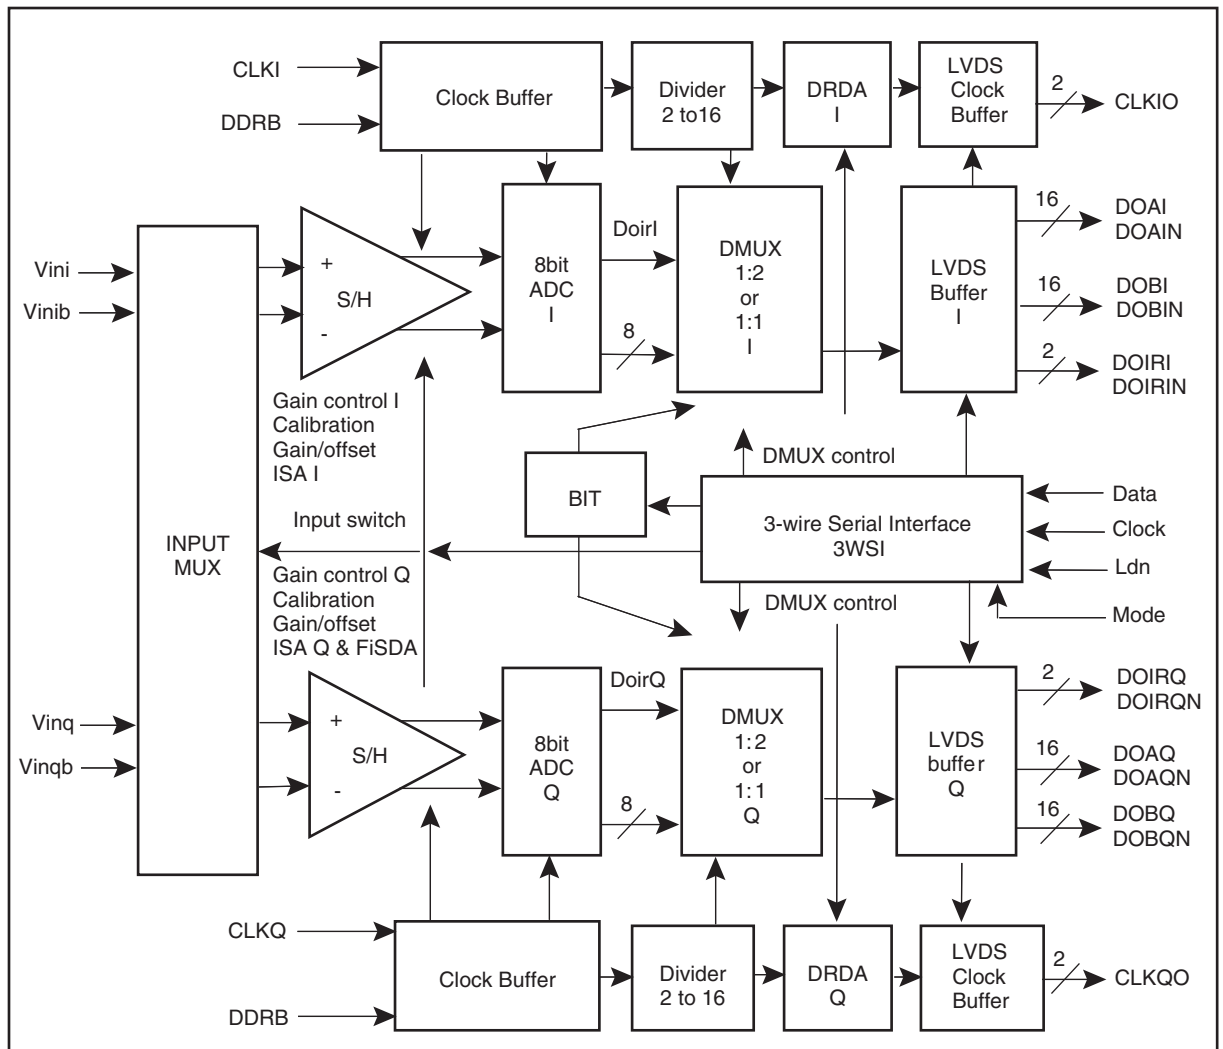 CLKI
DDRB
Clock Buffer
Divider
2 to16
DRDA
I
LVDS
Clock
Buffer
2
CLKIO
Vini
Vinib
INPUT
MUX
+
S/H
-
8bit
ADC
I
DoirI
8
DMUX
1:2
or
1:1
I
LVDS
Buffer
I
16
DOAI
DOAIN
16
DOBI
DOBIN
2
DOIRI
DOIRIN
Gain control I
Calibration
Gain/offset
ISA I
Input switch
Gain control Q
Calibration
Gain/offset
ISA Q & FiSDA
BIT
DMUX control
3-wire Serial Interface
3WSI
DMUX control
Data
Clock
Ldn
Mode
Vinq
Vinqb
+
S/H
-
8bit
ADC
Q
DoirQ
8
DMUX
1:2
or
1:1
Q
LVDS
buffer
Q
2
DOIRQ
DOIRQN
16
DOAQ
DOAQN
16
DOBQ
DOBQN
CLKQ
DDRB
Clock Buffer
Divider
2 to 16
DRDA
Q
LVDS
Clock
Buffer
2
CLKQO